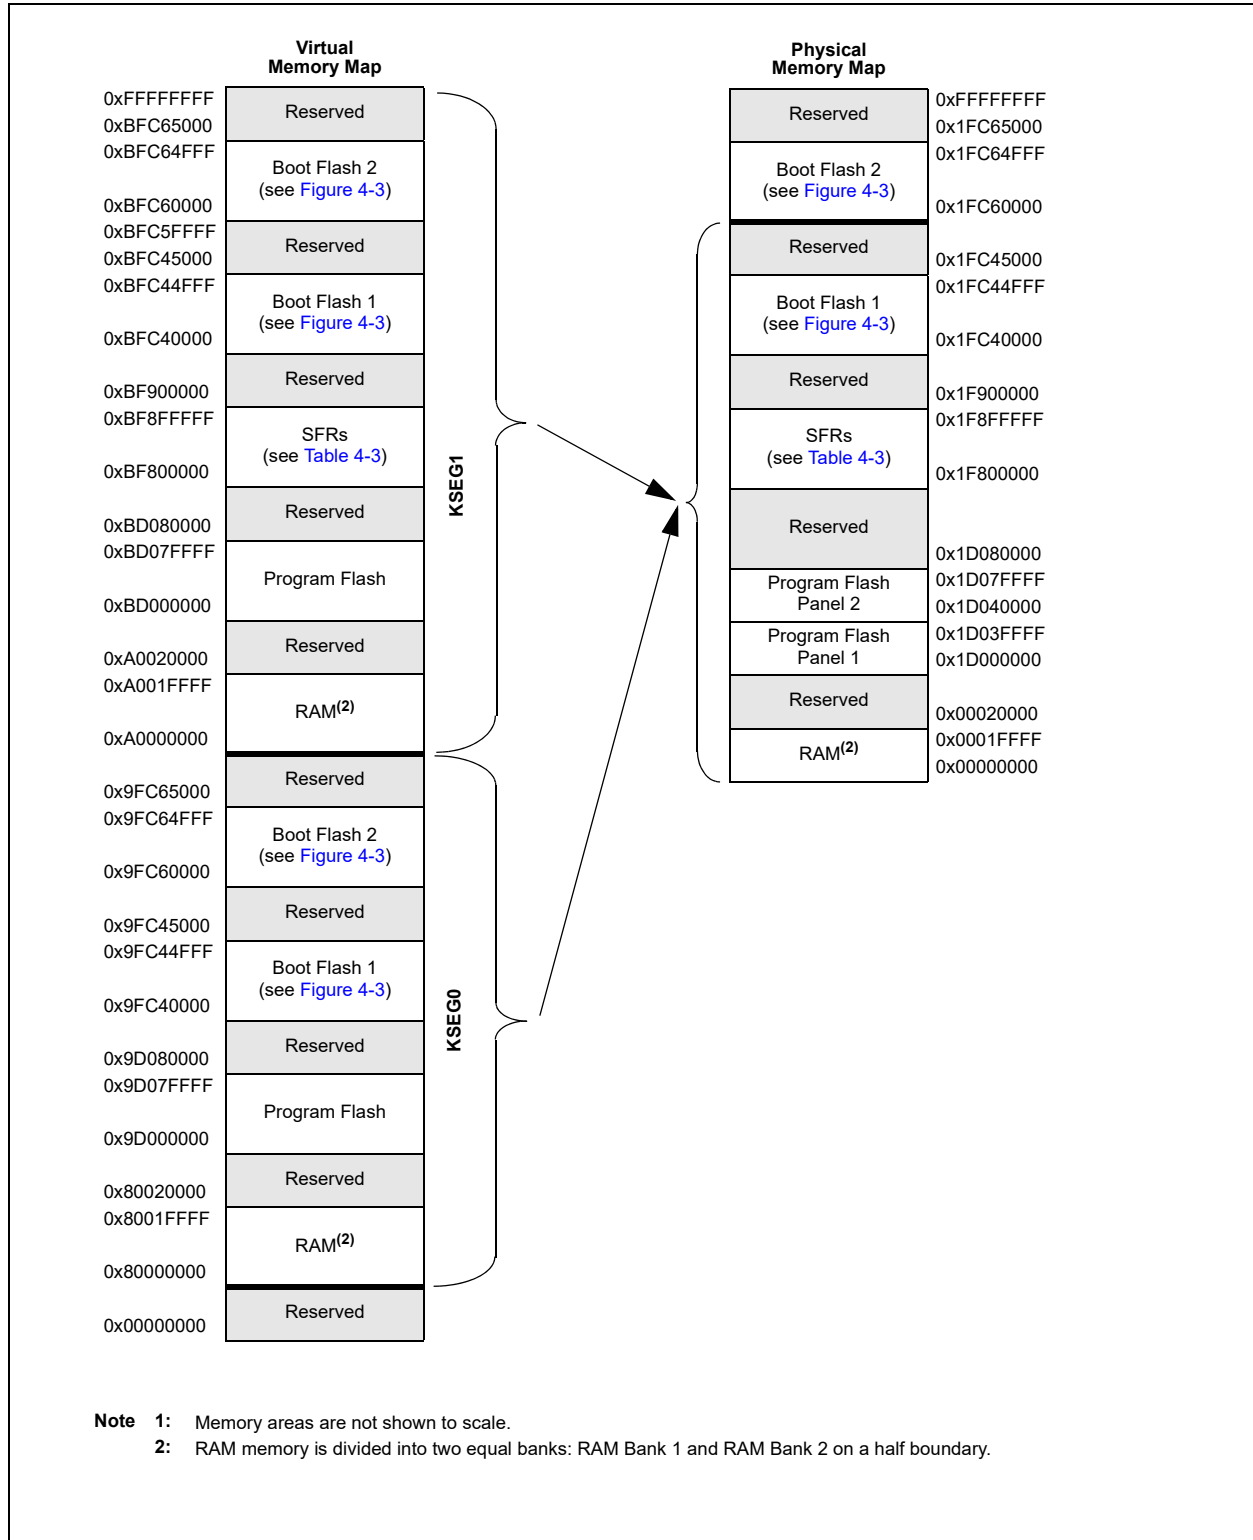 Virtual
Memory Map
0xFFFFFFFF
Reserved
0xBFC65000
0xBFC64FFF
Boot Flash 2
(see Figure 4-3)
0xBFC60000
0xBFC5FFFF
Reserved
0xBFC45000
0xBFC44FFF
Boot Flash 1
(see Figure 4-3)
0xBFC40000
Reserved
0xBF900000
0xBF8FFFFF
SFRs
(see Table 4-3)
0xBF800000
Reserved
0xBD080000
0xBD07FFFF
Program Flash
0xBD000000
Reserved
0xA0020000
0xA001FFFF
RAM(2)
0xA0000000
KSEG1
Reserved
0x9FC65000
0x9FC64FFF
Boot Flash 2
(see Figure 4-3)
0x9FC60000
Reserved
0x9FC45000
0x9FC44FFF
Boot Flash 1
(see Figure 4-3)
0x9FC40000
Reserved
0x9D080000
0x9D07FFFF
Program Flash
0x9D000000
Reserved
0x80020000
0x8001FFFF
RAM(2)
0x80000000
KSEG0
Reserved
0x00000000
Physical
Memory Map
Reserved
0xFFFFFFFF
0x1FC65000
0x1FC64FFF
Boot Flash 2
(see Figure 4-3)
0x1FC60000
Reserved
0x1FC45000
0x1FC44FFF
Boot Flash 1
(see Figure 4-3)
0x1FC40000
Reserved
0x1F900000
0x1F8FFFFF
SFRs
(see Table 4-3)
0x1F800000
Reserved
0x1D080000
0x1D07FFFF
Program Flash
Panel 2
0x1D040000
0x1D03FFFF
Program Flash
Panel 1
0x1D000000
Reserved
0x00020000
0x0001FFFF
RAM(2)
0x00000000
Note 1: Memory areas are not shown to scale.
2: RAM memory is divided into two equal banks: RAM Bank 1 and RAM Bank 2 on a half boundary.